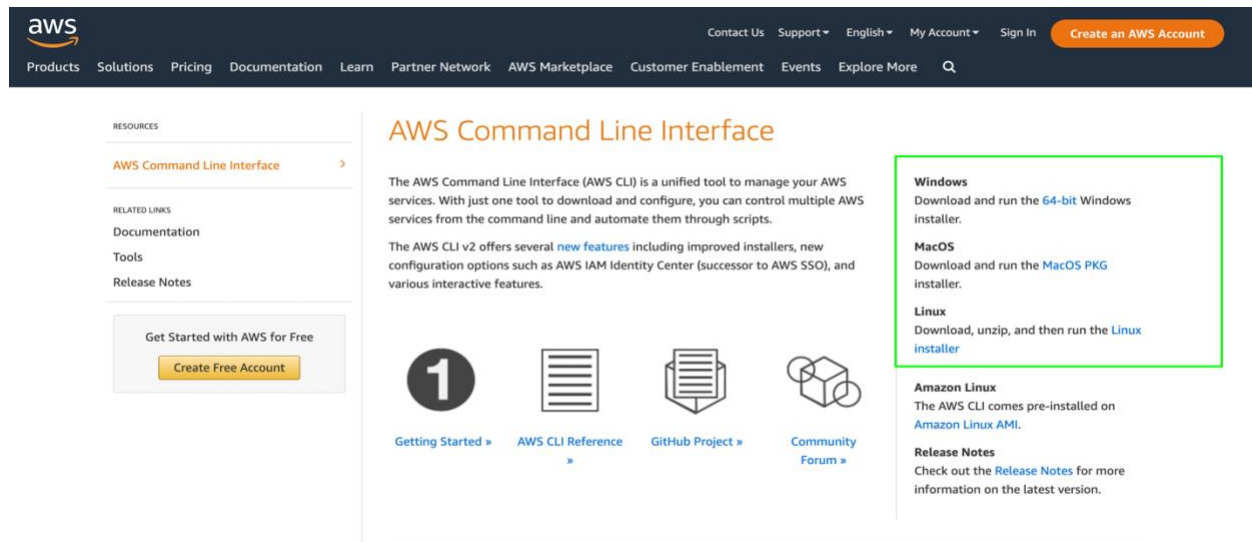 aws
Contact Us Support English My Account Sign In Create an AWS Account
Products Solutions Pricing Documentation Learn Partner Network AWS Marketplace Customer Enablement Events Explore More
RESOURCES
AWS Command Line Interface
RELATED LINKS
Documentation
Tools
Release Notes
Get Started with AWS for Free
Create Free Account
AWS Command Line Interface
The AWS Command Line Interface (AWS CLI) is a unified tool to manage your AWS
services. With just one tool to download and configure, you can control multiple AWS
services from the command line and automate them through scripts.
The AWS CLI v2 offers several new features including improved installers, new
configuration options such as AWS IAM Identity Center (successor to AWS SSO), and
various interactive features.
1
Getting Started »
AWS CLI Reference
»
GitHub Project »
Community
Forum »
Windows
Download and run the 64-bit Windows
installer.
MacOS
Download and run the MacOS PKG
installer.
Linux
Download, unzip, and then run the Linux
installer
Amazon Linux
The AWS CLI comes pre-installed on
Amazon Linux AMI.
Release Notes
Check out the Release Notes for more
information on the latest version.